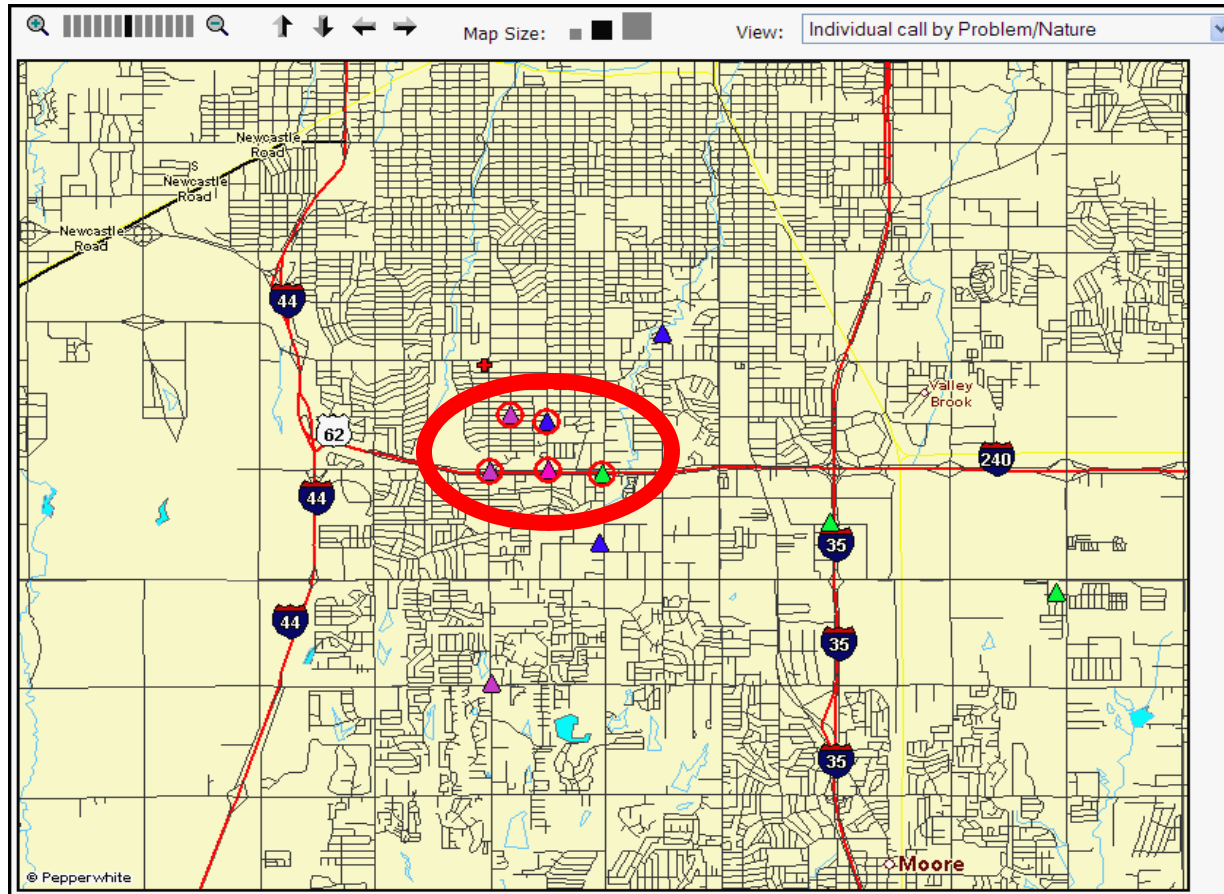 Map Size:
View:
Individual call by Problem/Nature
Newcastle
Road
S
Newcastle
Road
Newcastle
Road
44
62
Valley
Brook
240
44
35
44
35
35
Moore
© Pepperwhite